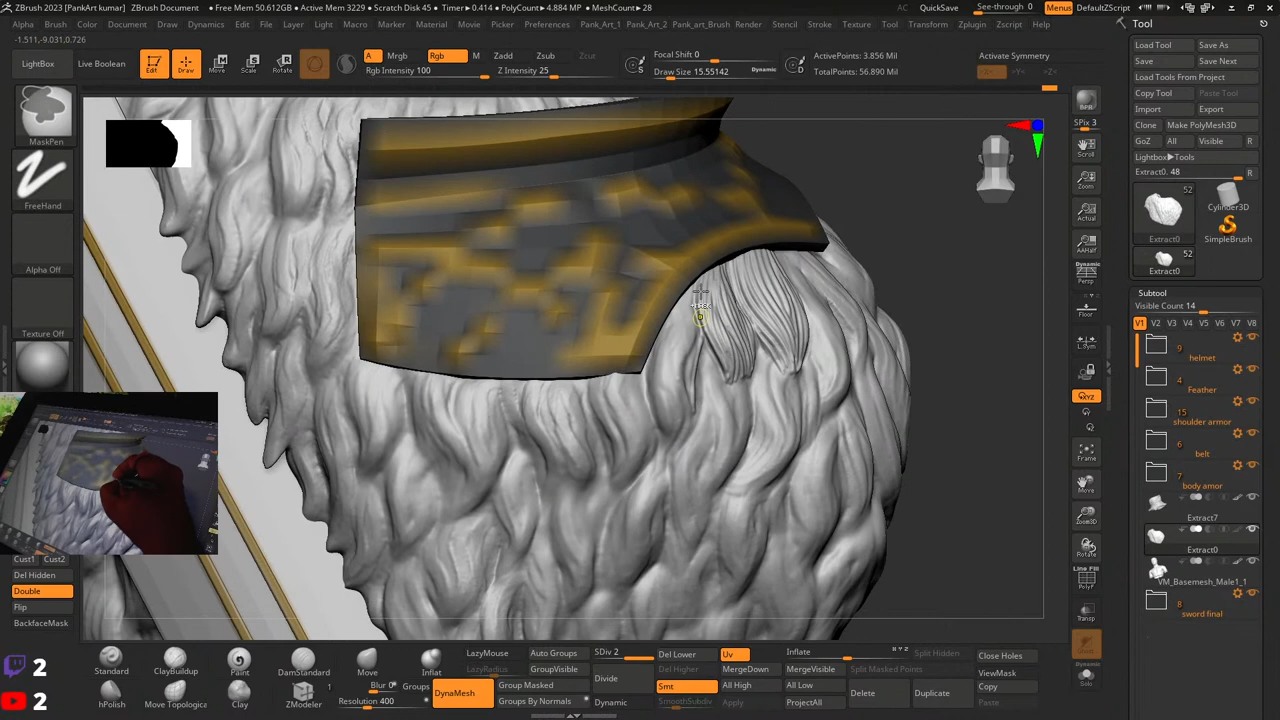 ZBrush 2023 [PankArt kumar] ZBrush Document • Free Mem 50.612GB • Active Mem 3229 • Scratch Disk 45 • Timer▸0.414 • PolyCount▸4.884 MP • MeshCount▸28 AC QuickSave See-through 0 Menus DefaultZScript
Alpha Brush Color Document Draw Dynamics Edit File Layer Light Macro Marker Material Movie Picker Preferences Pank_Art_1 Pank_Art_2 Pank_art_Brush Render Stencil Stroke Texture Tool Transform Zplugin Zscript Help
-1.511,-9.031,0.726
LightBox Live Boolean
Edit Draw Move Scale Rotate
A Mrgb Rgb M Zadd Zsub Zcut
Rgb Intensity 100 Z Intensity 25
Focal Shift 0
Draw Size 15.55142 Dynamic
ActivePoints: 3.856 Mil
TotalPoints: 56.890 Mil
Activate Symmetry
MaskPen
FreeHand
Alpha Off
Texture Off
Cust1 Cust2
Del Hidden
Double
Flip
BackfaceMask
2
2
BPR
SPix 3
Scroll
Zoom
Actual
AAHalf
Dynamic
Persp
Floor
L.Sym
XYZ
Frame
Move
Zoom3D
Rotate
Line Fill
PolyF
Transp
Dynamic
Solo
Tool
Load Tool Save As
Save Save Next
Load Tools From Project
Copy Tool Paste Tool
Import Export
Clone Make PolyMesh3D
GoZ All Visible R
Lightbox▸Tools
Extract0. 48 R
52
Extract0
Cylinder3D
SimpleBrush
52
Extract0
Subtool
Visible Count 14
V1 V2 V3 V4 V5 V6 V7 V8
9
helmet
4
Feather
15
shoulder armor
6
belt
7
body amor
Extract7
Extract0
VM_Basemesh_Male1_1
8
sword final
Standard ClayBuildup Paint DamStandard Move Inflat
hPolish Move Topological Clay ZModeler 1
LazyMouse
LazyRadius
Blur 0 Groups
Resolution 400
DynaMesh
Auto Groups
GroupVisible
Group Masked
Groups By Normals
SDiv 2
Divide
Dynamic
Del Lower
Del Higher
Smt
SmoothSubdiv
Uv
MergeDown
All High
Apply
Inflate
MergeVisible
All Low
ProjectAll
Split Hidden
Split Masked Points
Delete Duplicate
Close Holes
ViewMask
Copy
Paste